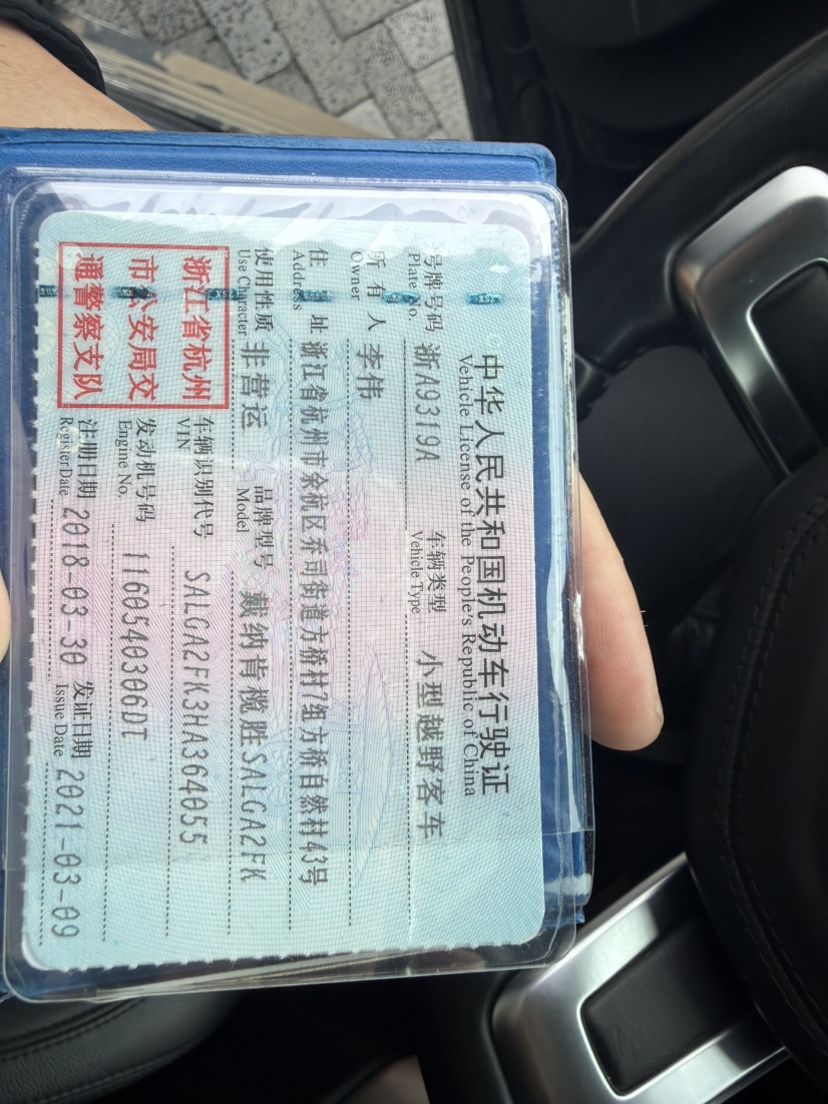 中华人民共和国机动车行驶证
Vehicle License of the People's Republic of China
号牌号码 浙A9319A 车辆类型 小型越野客车
Plate No. Vehicle Type
所有人 李伟
Owner
住址 浙江省杭州市余杭区乔司街道方桥村7组方桥自然村43号
Address
使用性质 非营运 品牌型号 戴纳肯榄胜SALGA2FK
Use Character Model
浙江省杭州
市公安局交
通警察支队
车辆识别代号 SALGA2FK3HA364055
VIN
发动机号码 1160540306DT
Engine No.
注册日期 2018-03-30 发证日期 2021-03-09
Register Date Issue Date